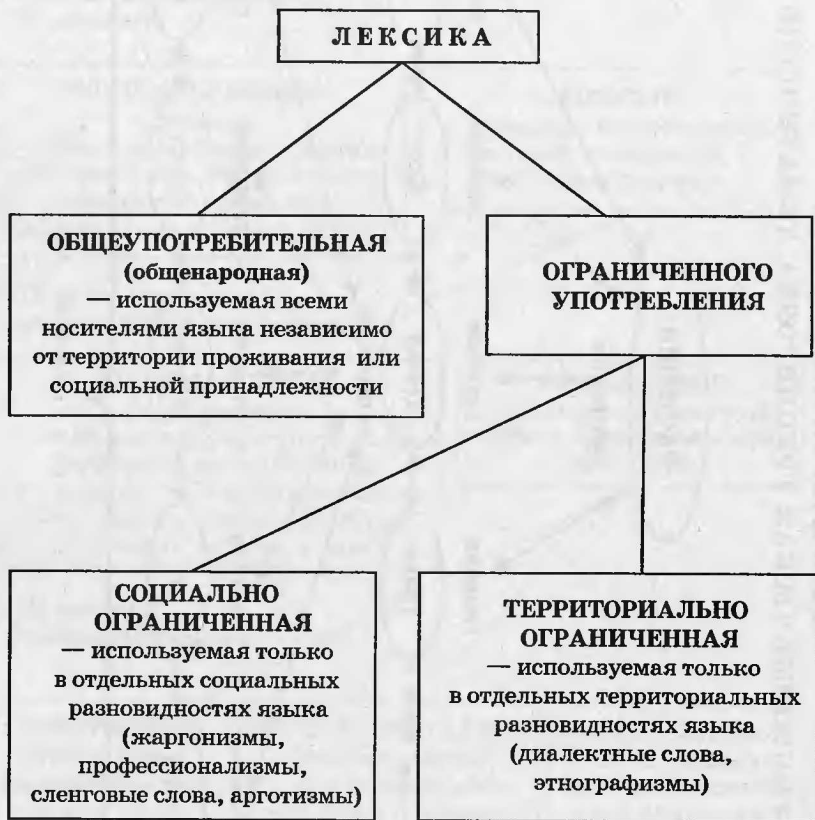 ЛЕКСИКА
ОБЩЕУПОТРЕБИТЕЛЬНАЯ
(общенародная)
— используемая всеми
носителями языка независимо
от территории проживания или
социальной принадлежности
ОГРАНИЧЕННОГО
УПОТРЕБЛЕНИЯ
СОЦИАЛЬНО
ОГРАНИЧЕННАЯ
— используемая только
в отдельных социальных
разновидностях языка
(жаргонизмы,
профессионализмы,
сленговые слова, арготизмы)
ТЕРРИТОРИАЛЬНО
ОГРАНИЧЕННАЯ
— используемая только
в отдельных территориальных
разновидностях языка
(диалектные слова,
этнографизмы)